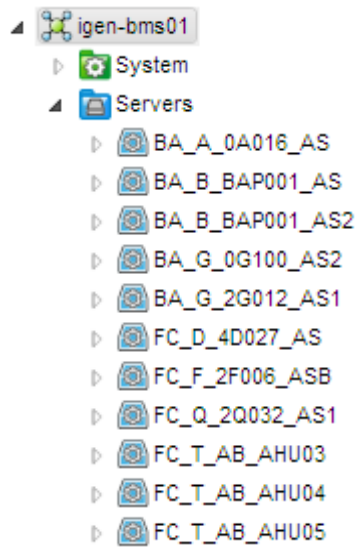 igen-bms01
System
Servers
BA_A_0A016_AS
BA_B_BAP001_AS
BA_B_BAP001_AS2
BA_G_0G100_AS2
BA_G_2G012_AS1
FC_D_4D027_AS
FC_F_2F006_ASB
FC_Q_2Q032_AS1
FC_T_AB_AHU03
FC_T_AB_AHU04
FC_T_AB_AHU05